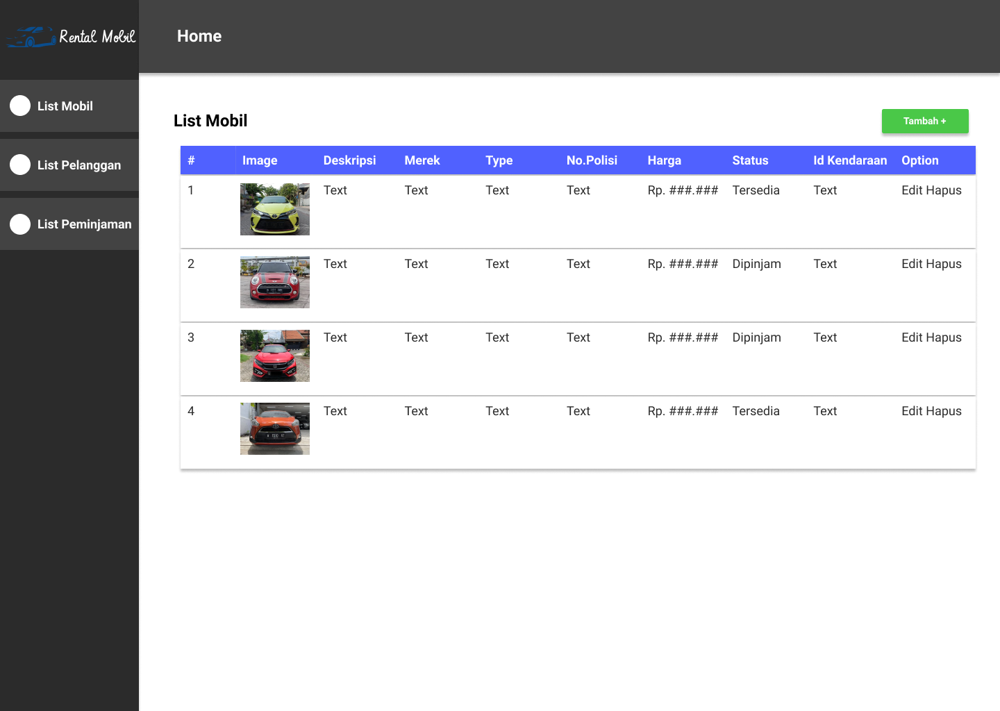 Rental Mobil
Home
List Mobil
List Pelanggan
List Peminjaman
List Mobil
Tambah +
# Image Deskripsi Merek Type No.Polisi Harga Status Id Kendaraan Option
1 Text Text Text Text Rp. ###.### Tersedia Text Edit Hapus
2 Text Text Text Text Rp. ###.### Dipinjam Text Edit Hapus
3 Text Text Text Text Rp. ###.### Dipinjam Text Edit Hapus
4 Text Text Text Text Rp. ###.### Tersedia Text Edit Hapus